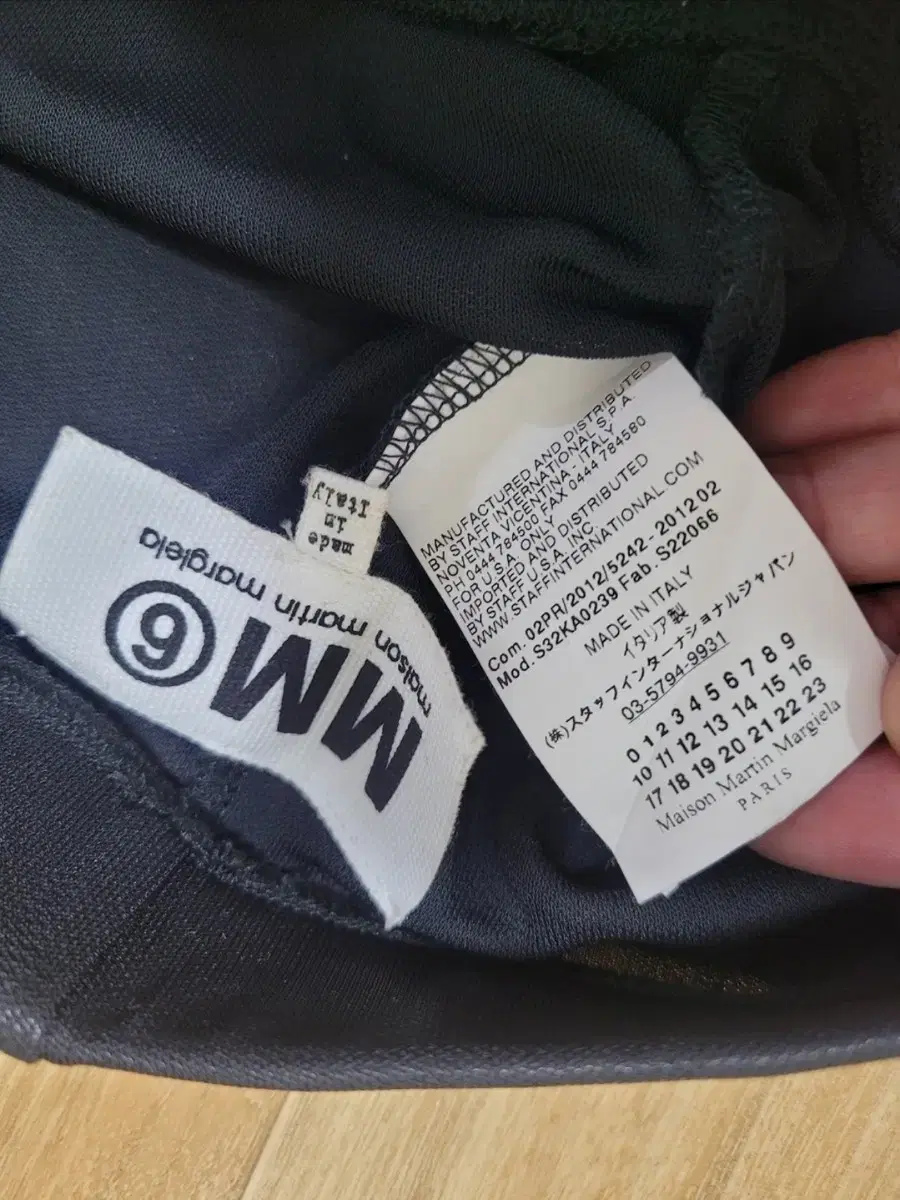 MM⑥
maison martin margiela
made
in
Italy
MANUFACTURED AND DISTRIBUTED
BY STAFF INTERNATIONAL S.P.A.
NOVENTA VICENTINA - ITALY
PH 0444 784500 FAX 0444 784580
FOR U.S.A. ONLY
IMPORTED AND DISTRIBUTED
BY STAFF U.S.A. INC.
WWW.STAFFINTERNATIONAL.COM
Com. 02PR/2012/5242 - 201202
Mod. S32KA0239 Fab. S22066
MADE IN ITALY
イタリア製
(株)スタッフインターナショナルジャパン
03-5794-9931
0 1 2 3 4 5 6 7 8 9
10 11 12 13 14 15 16
17 18 19 20 21 22 23
Maison Martin Margiela
PARIS